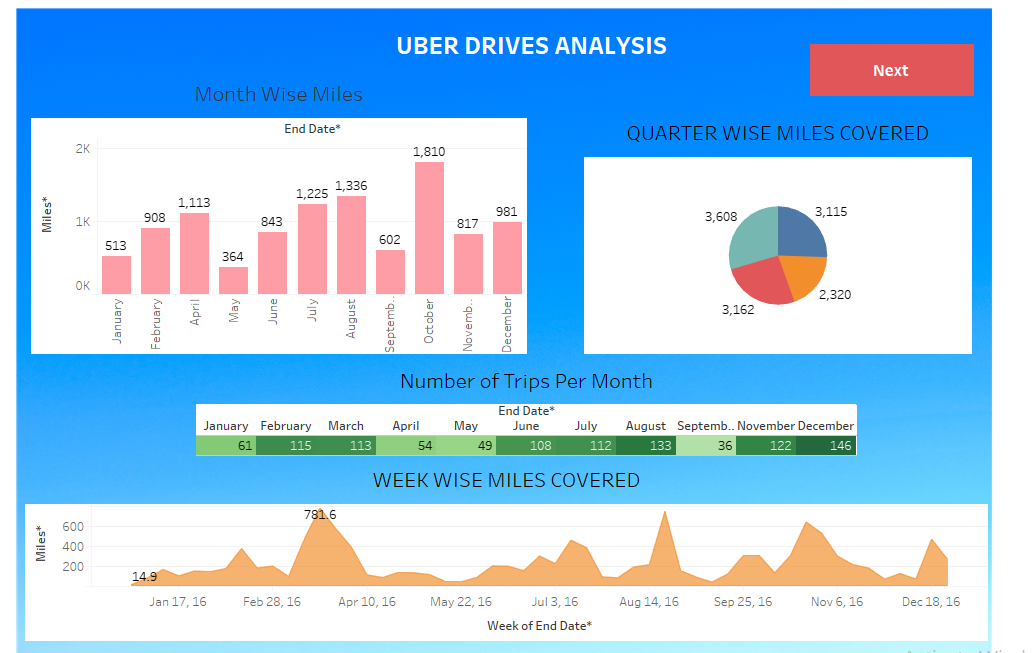 UBER DRIVES ANALYSIS
Next
Month Wise Miles
End Date*
Miles*
2K
1K
0K
513
908
1,113
364
843
1,225
1,336
602
1,810
817
981
January
February
April
May
June
July
August
Septemb..
October
Novemb..
December
QUARTER WISE MILES COVERED
3,608
3,115
2,320
3,162
Number of Trips Per Month
End Date*
January February March April May June July August Septemb.. November December
61 115 113 54 49 108 112 133 36 122 146
WEEK WISE MILES COVERED
Miles*
600
400
200
781.6
14.9
Jan 17, 16 Feb 28, 16 Apr 10, 16 May 22, 16 Jul 3, 16 Aug 14, 16 Sep 25, 16 Nov 6, 16 Dec 18, 16
Week of End Date*